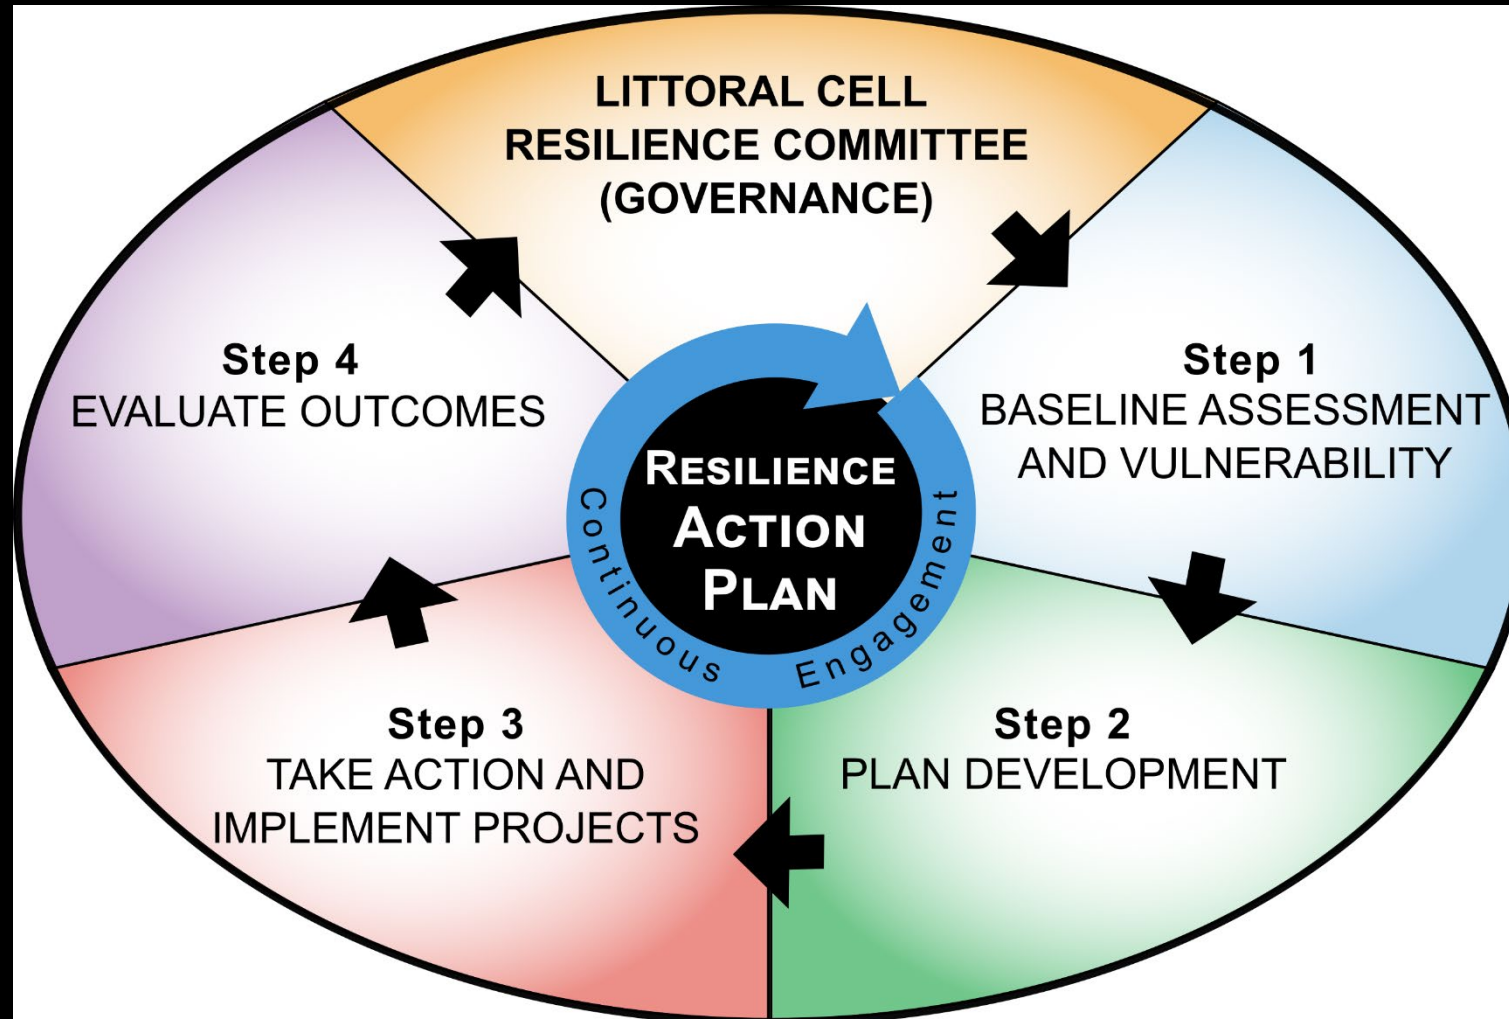 LITTORAL CELL
RESILIENCE COMMITTEE
(GOVERNANCE)
Step 1
BASELINE ASSESSMENT
AND VULNERABILITY
Step 2
PLAN DEVELOPMENT
Step 3
TAKE ACTION AND
IMPLEMENT PROJECTS
Step 4
EVALUATE OUTCOMES
RESILIENCE
ACTION
PLAN
Continuous Engagement